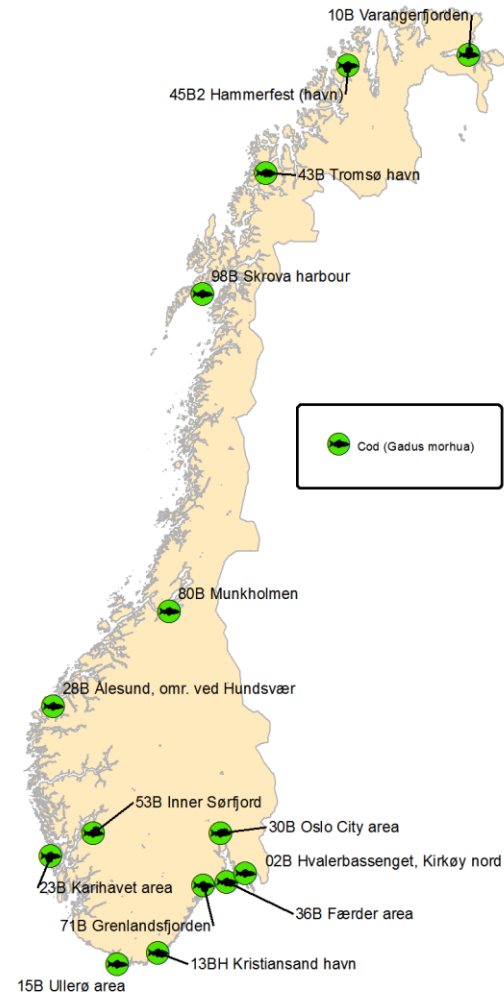 10B Varangerfjorden
45B2 Hammerfest (havn)
43B Tromsø havn
98B Skrova harbour
Cod (Gadus morhua)
80B Munkholmen
28B Ålesund, omr. ved Hundsvær
53B Inner Sørfjord
30B Oslo City area
02B Hvalerbassenget, Kirkøy nord
23B Karihavet area
36B Færder area
71B Grenlandsfjorden
13BH Kristiansand havn
15B Ullerø area